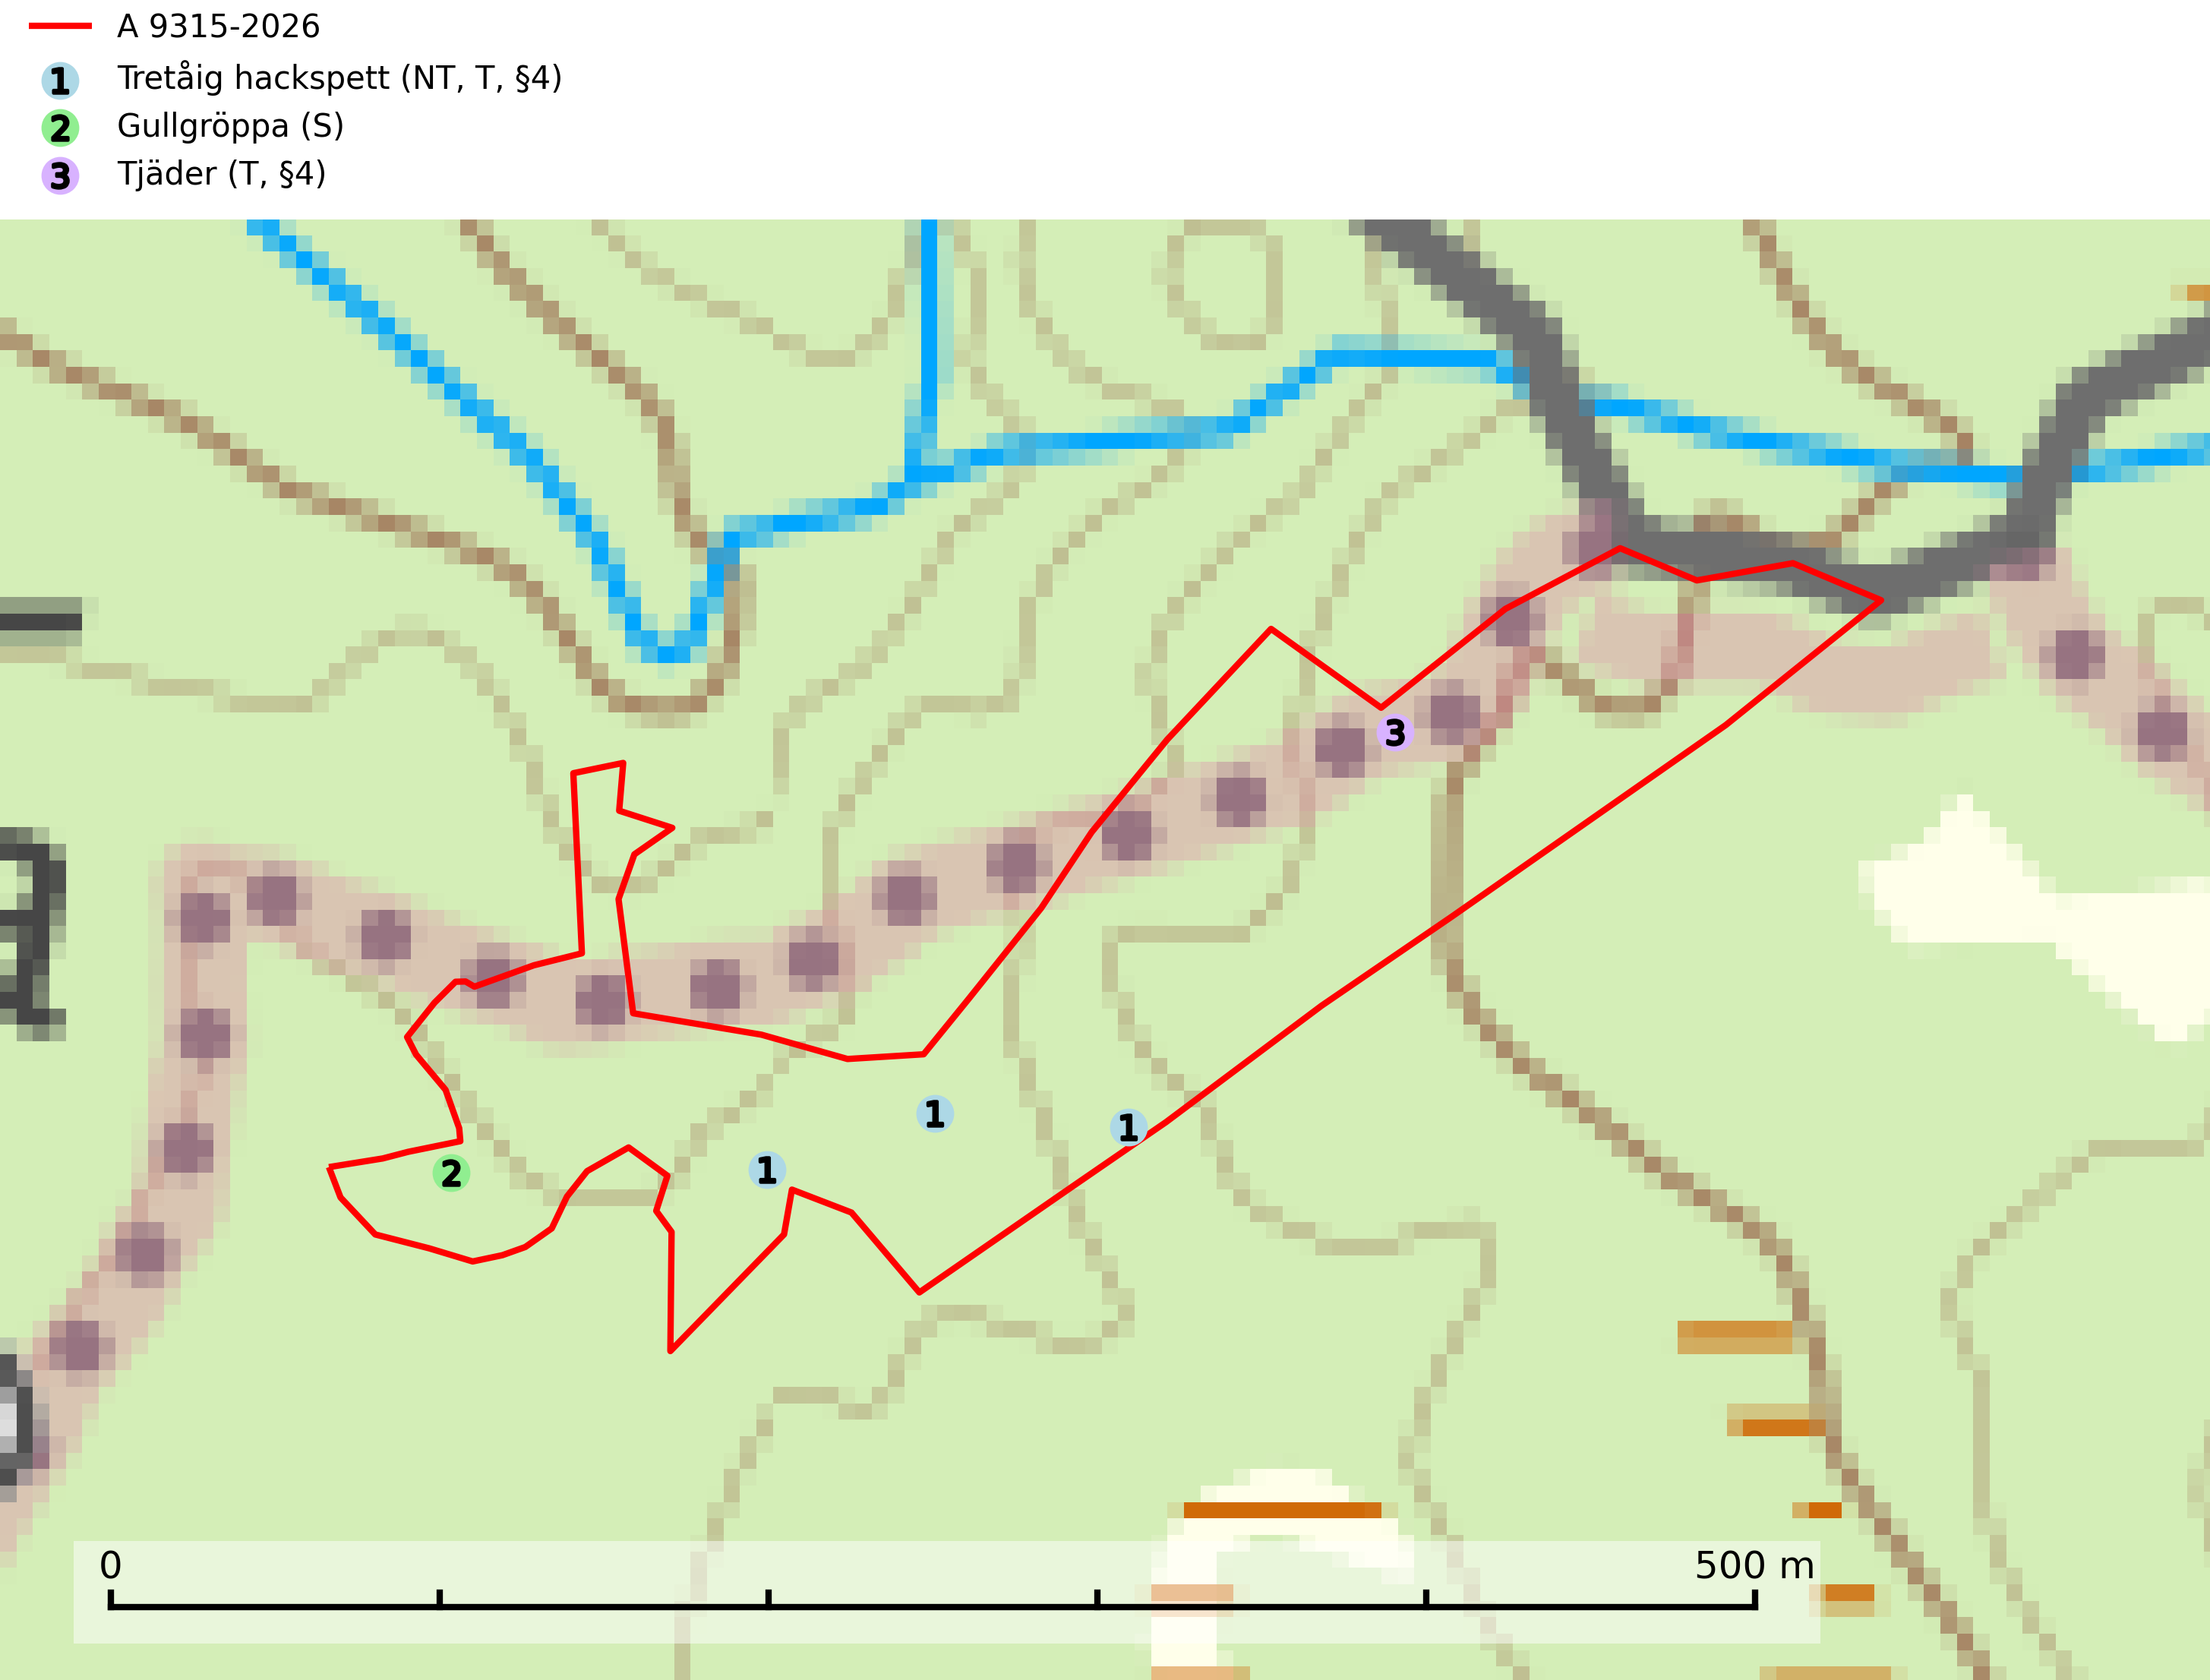 A 9315-2026
1 Tretåig hackspett (NT, T, §4)
2 Gullgröppa (S)
3 Tjäder (T, §4)
3
2
1
1
1
0
500 m